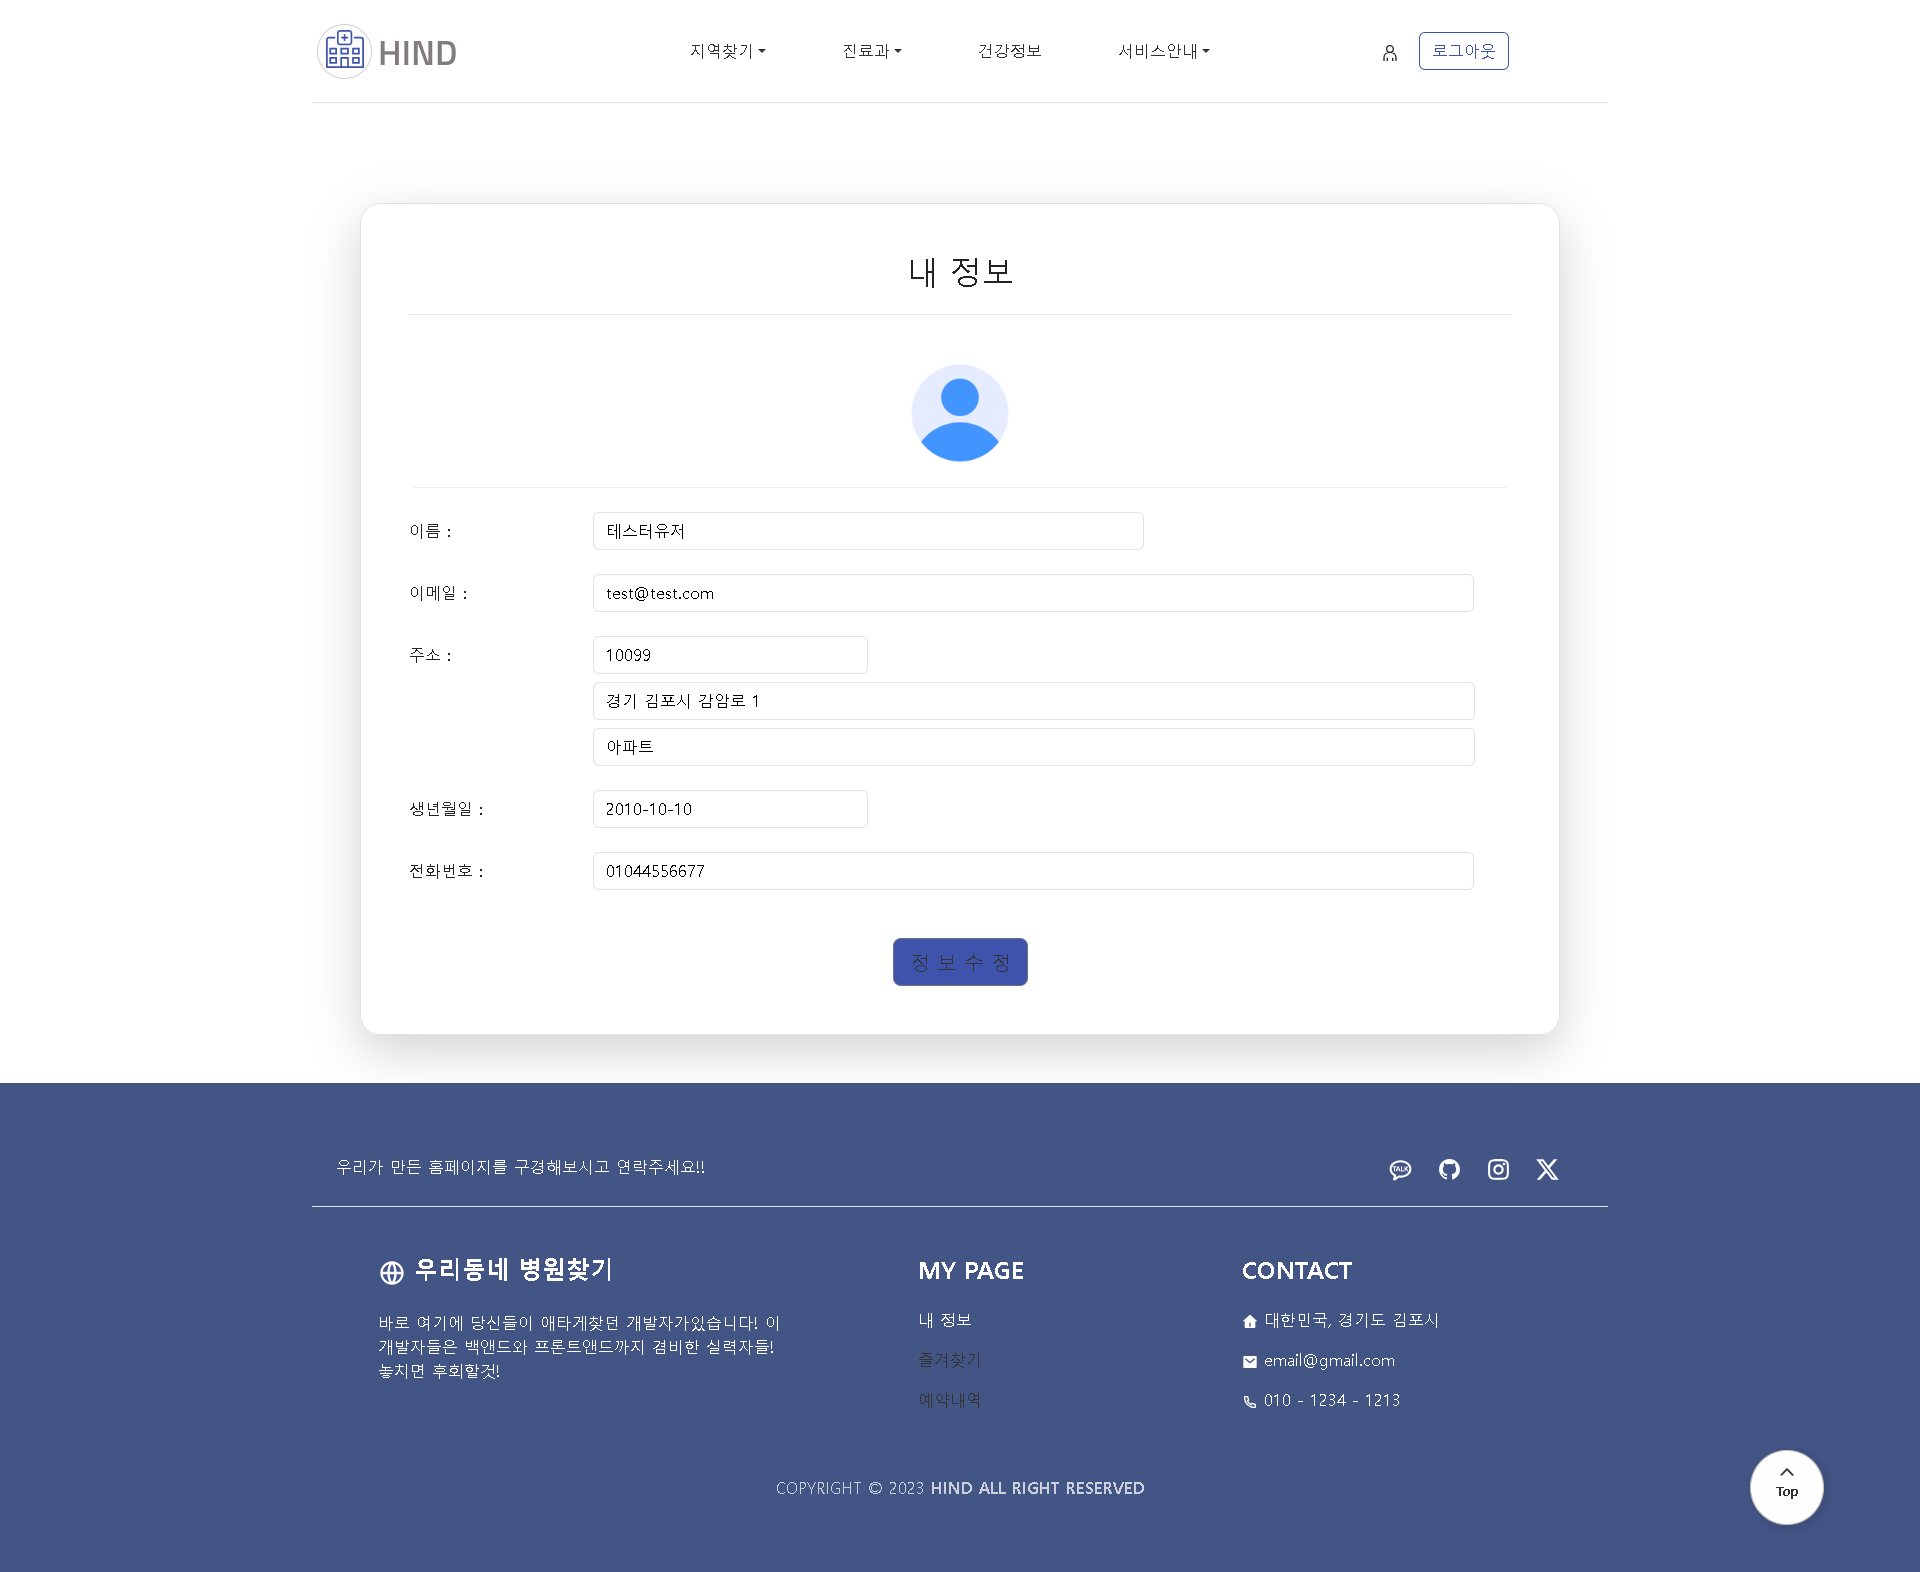 HIND
지역찾기
진료과
건강정보
서비스안내
로그아웃
내 정보
이름 :
테스터유저
이메일 :
test@test.com
주소 :
10099
경기 김포시 감암로 1
아파트
생년월일 :
2010-10-10
전화번호 :
01044556677
정 보 수 정
우리가 만든 홈페이지를 구경해보시고 연락주세요!!
TALK
우리동네 병원찾기
바로 여기에 당신들이 애타게찾던 개발자가있습니다! 이
개발자들은 백앤드와 프론트앤드까지 겸비한 실력자들!
놓치면 후회할것!
MY PAGE
내 정보
즐겨찾기
예약내역
CONTACT
대한민국, 경기도 김포시
email@gmail.com
010 - 1234 - 1213
Top
COPYRIGHT © 2023 HIND ALL RIGHT RESERVED